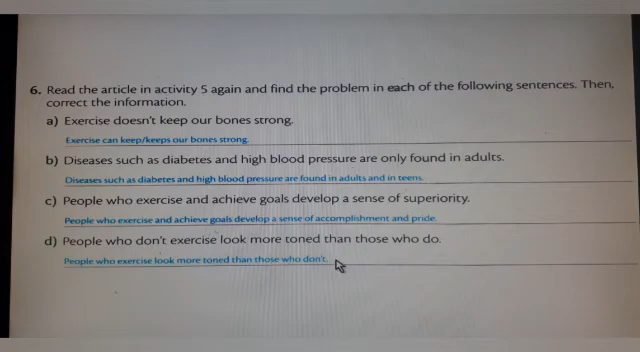 6. Read the article in activity 5 again and find the problem in each of the following sentences. Then,
correct the information.
a) Exercise doesn't keep our bones strong.
Exercise can keep/keeps our bones strong.
b) Diseases such as diabetes and high blood pressure are only found in adults.
Diseases such as diabetes and high blood pressure are found in adults and in teens.
c) People who exercise and achieve goals develop a sense of superiority.
People who exercise and achieve goals develop a sense of accomplishment and pride.
d) People who don't exercise look more toned than those who do.
People who exercise look more toned than those who don't.